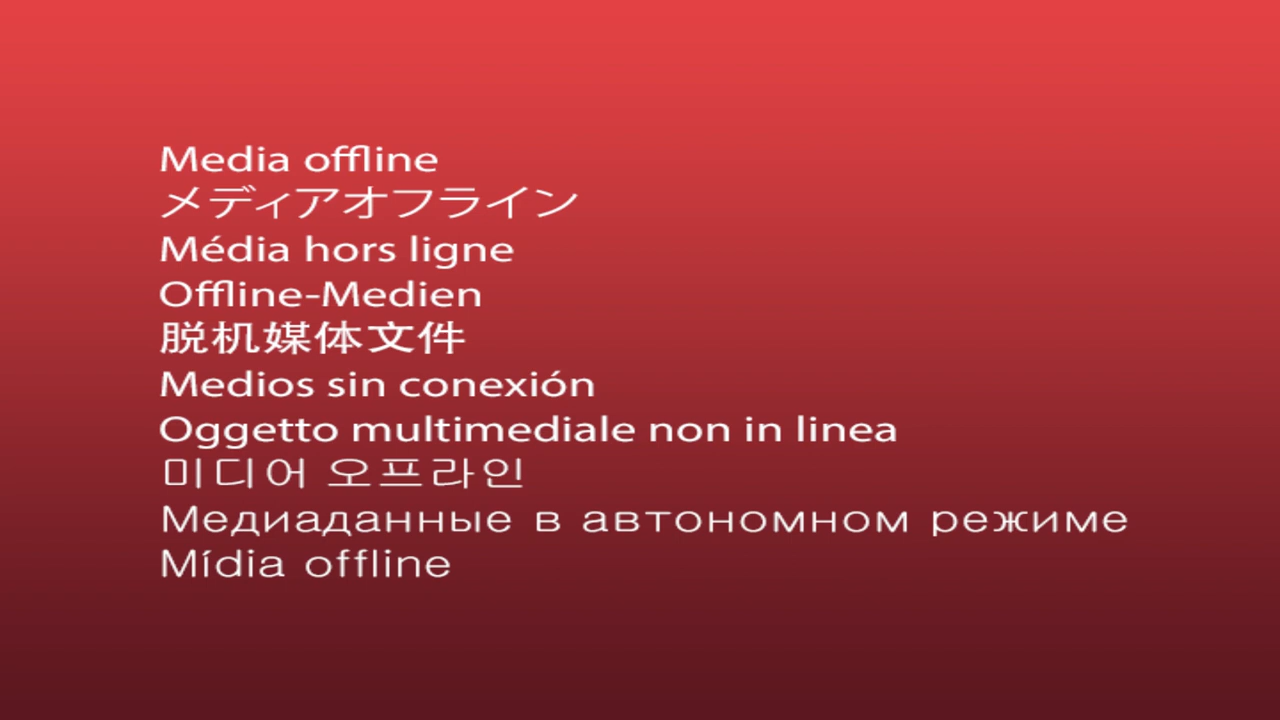 Media offline
メディアオフライン
Média hors ligne
Offline-Medien
脱机媒体文件
Medios sin conexión
Oggetto multimediale non in linea
미디어 오프라인
Медиаданные в автономном режиме
Mídia offline